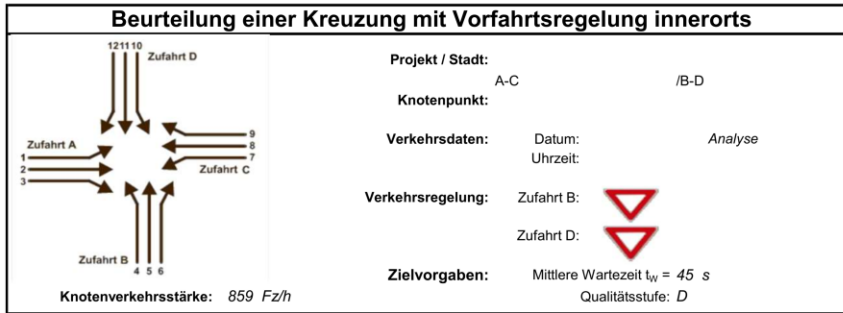 Beurteilung einer Kreuzung mit Vorfahrtsregelung innerorts
121110
Zufahrt D
Zufahrt A
1
2
3
9
8
7
Zufahrt C
Zufahrt B
4 5 6
Knotenverkehrsstärke: 859 Fz/h
Projekt / Stadt:
A-C /B-D
Knotenpunkt:
Verkehrsdaten: Datum: Analyse
Uhrzeit:
Verkehrsregelung: Zufahrt B:
Zufahrt D:
Zielvorgaben: Mittlere Wartezeit tw = 45 s
Qualitätsstufe: D